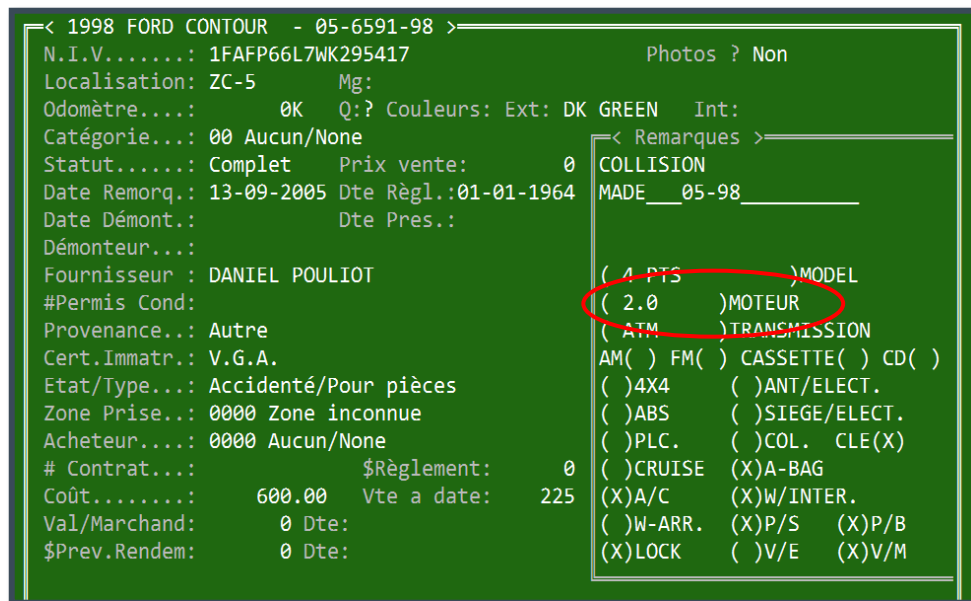 < 1998 FORD CONTOUR - 05-6591-98 >
N.I.V.......: 1FAFP66L7WK295417 Photos ? Non
Localisation: ZC-5 Mg:
Odomètre....: 0K Q:? Couleurs: Ext: DK GREEN Int:
Catégorie...: 00 Aucun/None
Statut......: Complet Prix vente: 0
Date Remorq.: 13-09-2005 Dte Règl.:01-01-1964
Date Démont.: Dte Pres.:
Démonteur...:
Fournisseur : DANIEL POULIOT
#Permis Cond:
Provenance..: Autre
Cert.Immatr.: V.G.A.
Etat/Type...: Accidenté/Pour pièces
Zone Prise..: 0000 Zone inconnue
Acheteur....: 0000 Aucun/None
# Contrat...: $Règlement: 0
Coût........: 600.00 Vte a date: 225
Val/Marchand: 0 Dte:
$Prev.Rendem: 0 Dte:
< Remarques >
COLLISION
MADE___05-98__________
( 4 PTS )MODEL
( 2.0 )MOTEUR
( ATM )TRANSMISSION
AM( ) FM( ) CASSETTE( ) CD( )
( )4X4 ( )ANT/ELECT.
( )ABS ( )SIEGE/ELECT.
( )PLC. ( )COL. CLE(X)
( )CRUISE (X)A-BAG
(X)A/C (X)W/INTER.
( )W-ARR. (X)P/S (X)P/B
(X)LOCK ( )V/E (X)V/M